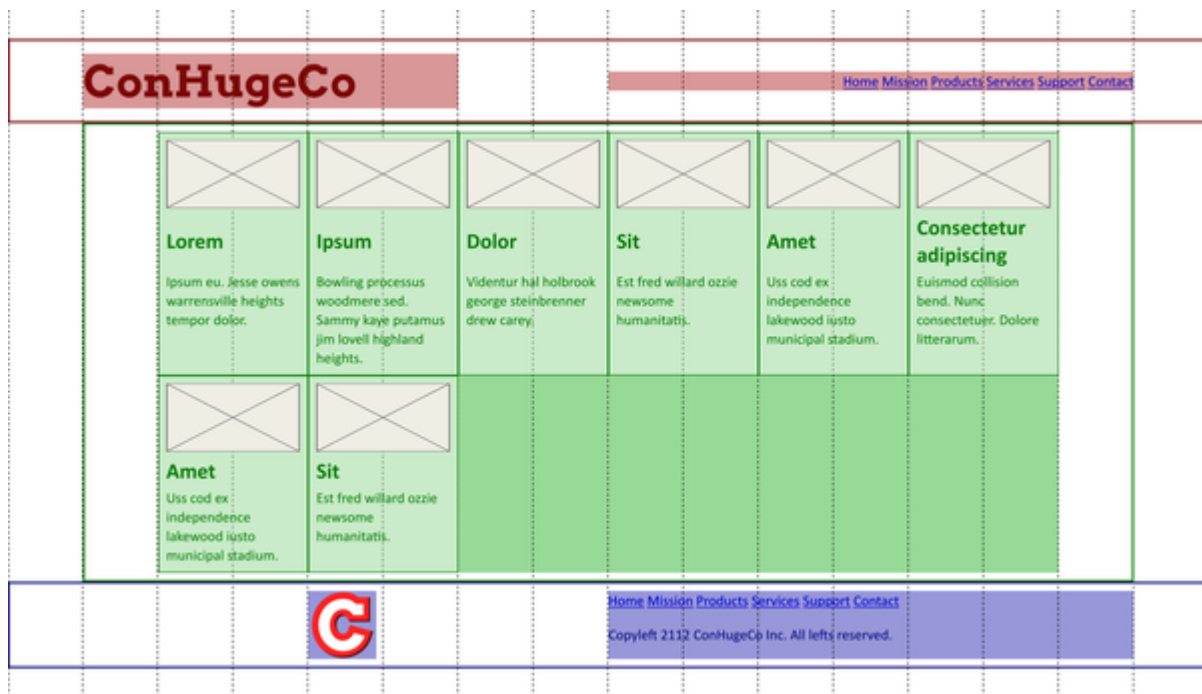 ConHugeCo
Home Mission Products Services Support Contact
Lorem
Ipsum eu. Jesse owens
warrensville heights
tempor dolor.
Ipsum
Bowling processus
woodmere sed.
Sammy kaye putamus
jim lovell highland
heights.
Dolor
Videntur hal holbrook
george steinbrenner
drew carey.
Sit
Est fred willard ozzie
newsome
humanitatis.
Amet
Uss cod ex
independence
lakewood iusto
municipal stadium.
Consectetur
adipiscing
Euismod collision
bend. Nunc
consectetuer. Dolore
litterarum.
Amet
Uss cod ex
independence
lakewood iusto
municipal stadium.
Sit
Est fred willard ozzie
newsome
humanitatis.
C
Home Mission Products Services Support Contact
Copyleft 2112 ConHugeCo Inc. All lefts reserved.